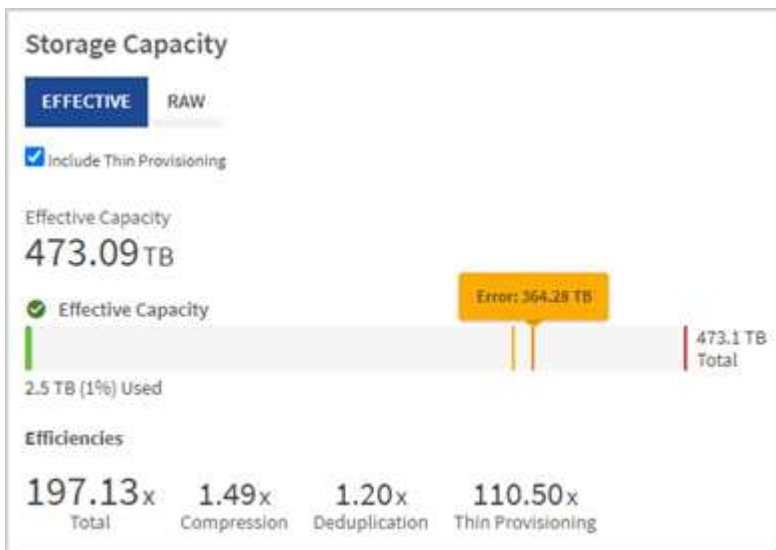 Storage Capacity
EFFECTIVE RAW
Include Thin Provisioning
Effective Capacity
473.09 TB
Error: 364.28 TB
Effective Capacity
473.1 TB
Total
2.5 TB (1%) Used
Efficiencies
197.13x 1.49x 1.20x 110.50x
Total Compression Deduplication Thin Provisioning